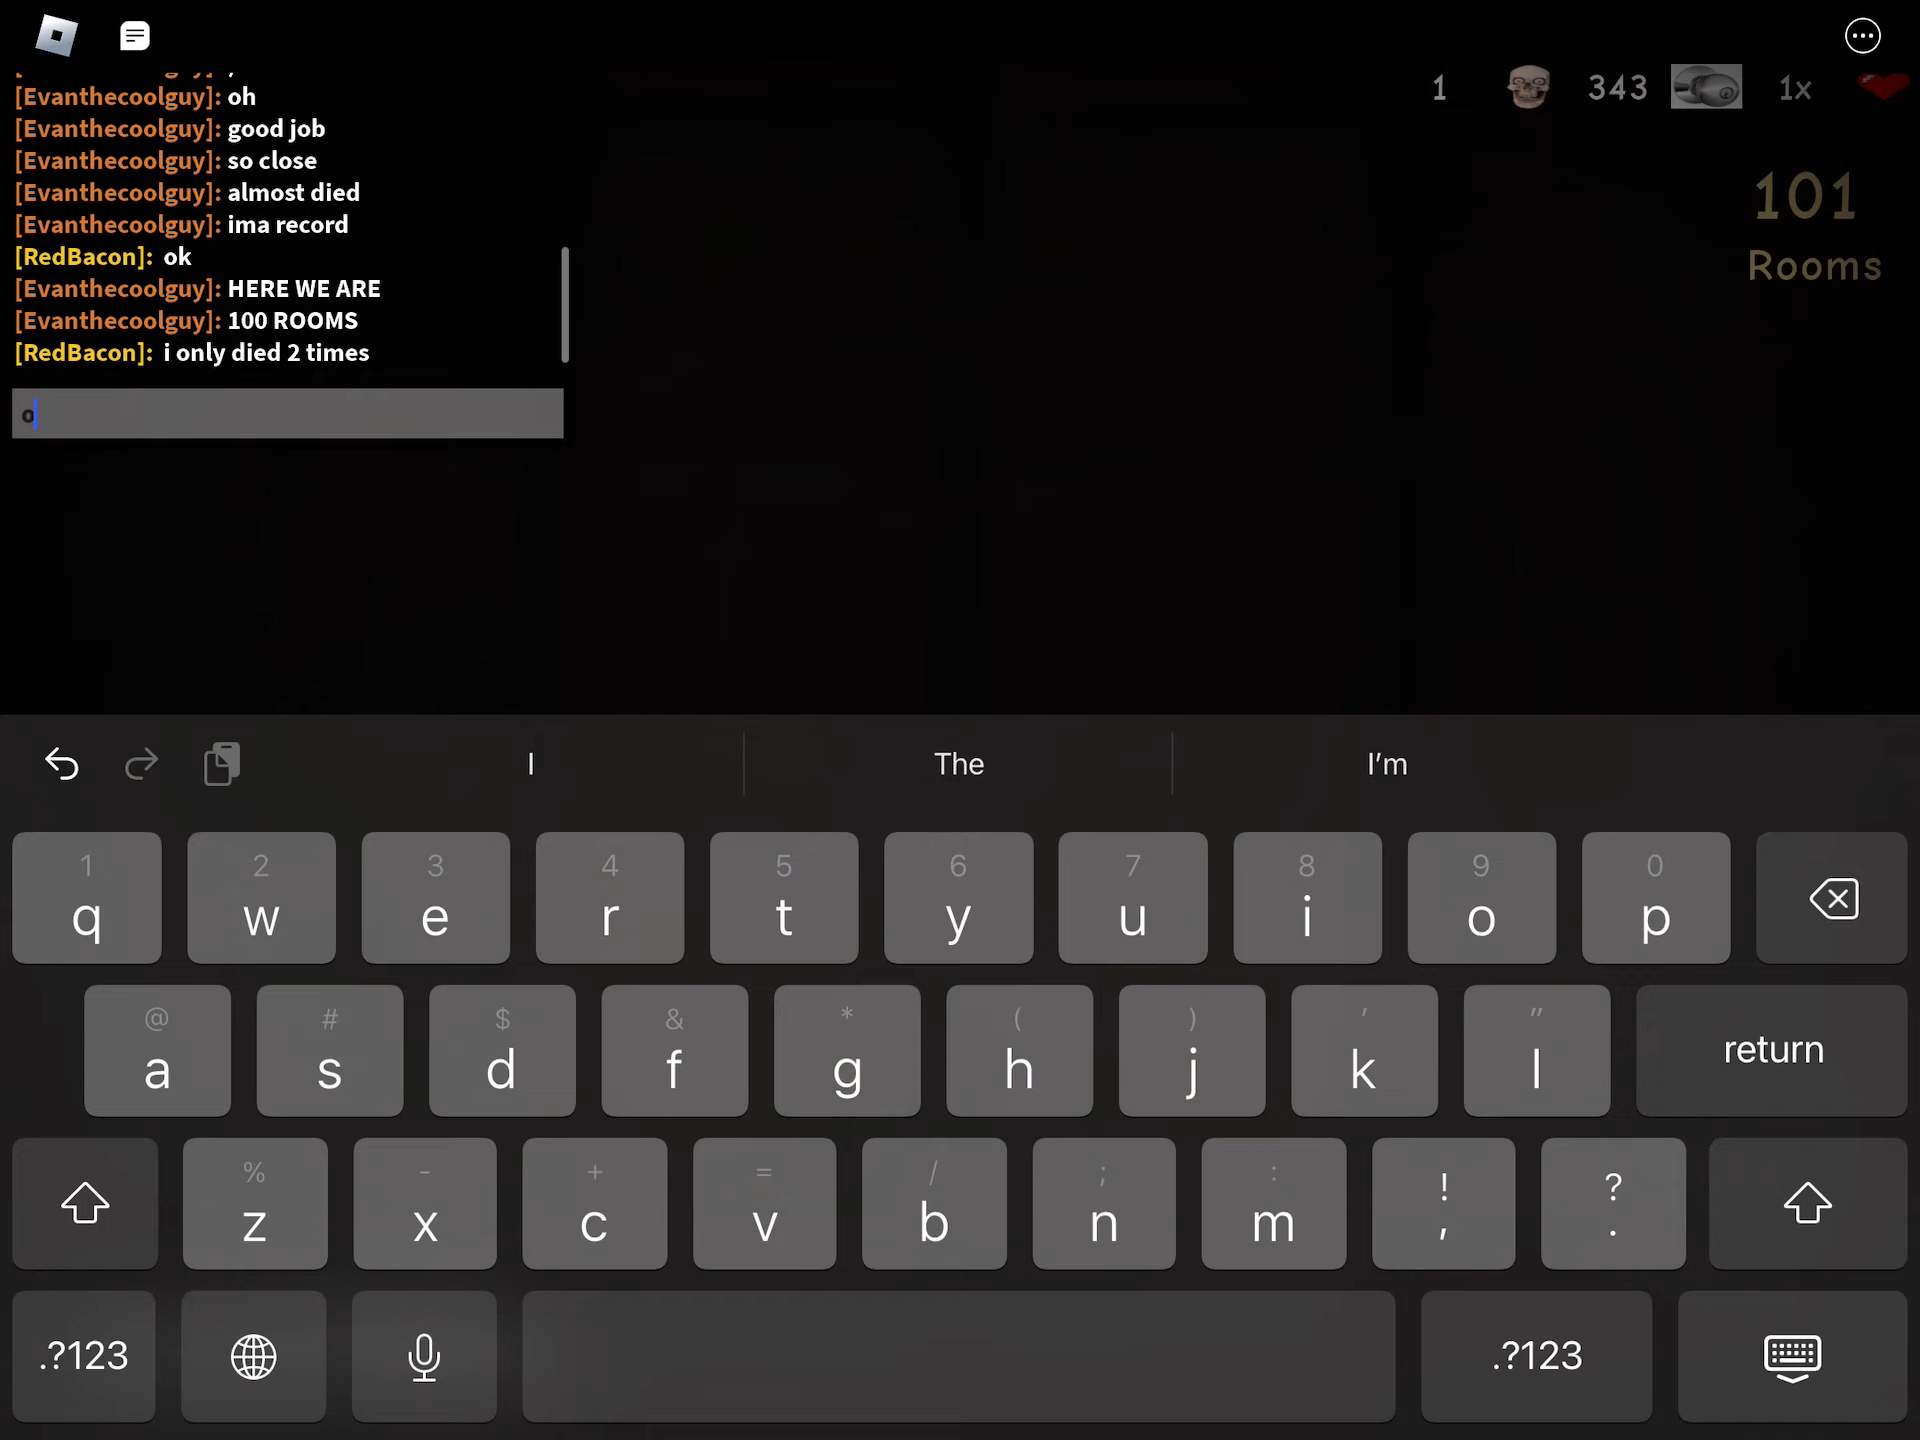 [Evanthecoolguy]: oh
1 343 1x
[Evanthecoolguy]: good job
[Evanthecoolguy]: so close
[Evanthecoolguy]: almost died
[Evanthecoolguy]: ima record
[RedBacon]: ok
[Evanthecoolguy]: HERE WE ARE
[Evanthecoolguy]: 100 ROOMS
[RedBacon]: i only died 2 times
101
Rooms
o
I The I’m
1 2 3 4 5 6 7 8 9 0
q w e r t y u i o p
@ # $ & * ( ) ' "
a s d f g h j k l return
% - + = / ; : ! ?
z x c v b n m , .
.?123 .?123